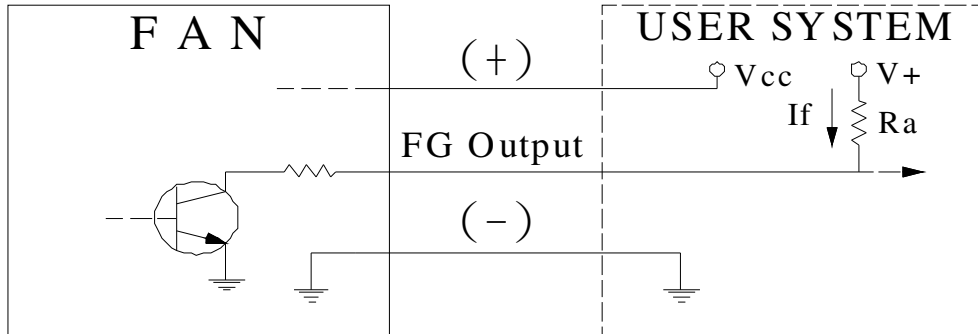 F A N
USER SYSTEM
(+)
Vcc
V+
If
Ra
FG Output
(-)